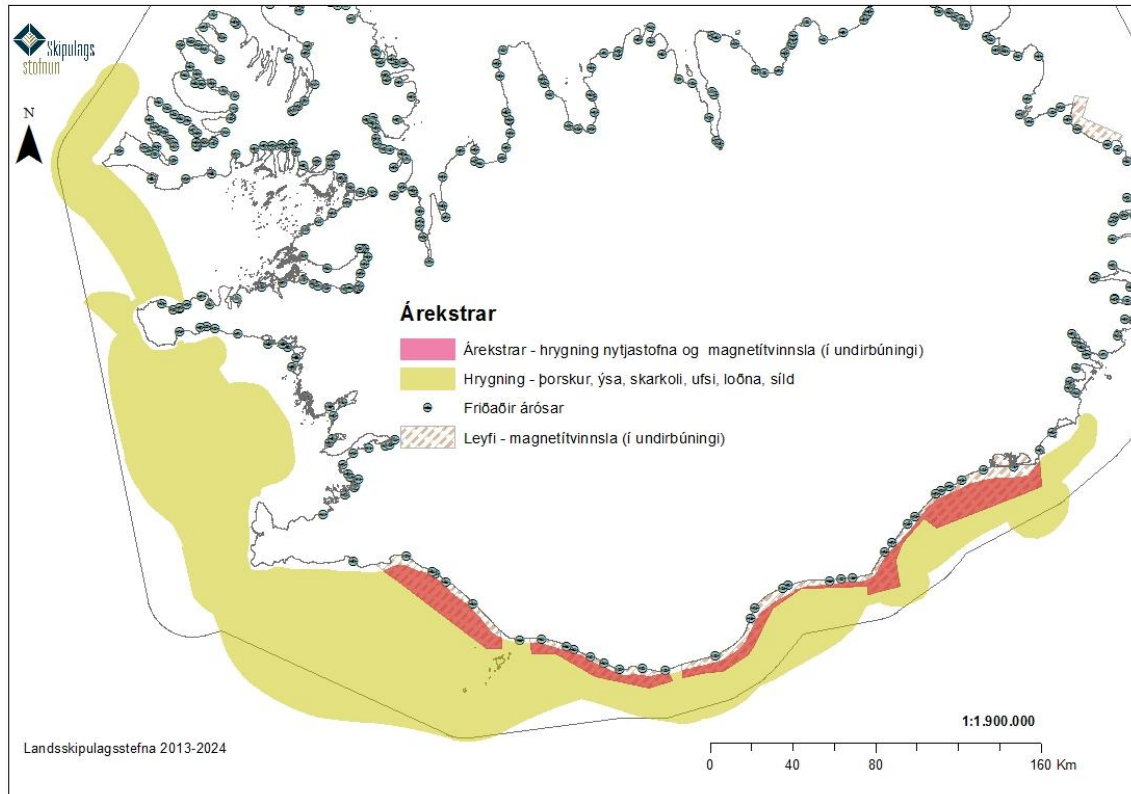 Skipulags
stofnun
N
Árekstrar
Árekstrar - hrygning nytjastofna og magnetítvinnsla (í undirbúningi)
Hrygning - þorskur, ýsa, skarkoli, ufsi, loðna, síld
Friðaðir árósar
Leyfi - magnetítvinnsla (í undirbúningi)
1:1.900.000
Landsskipulagsstefna 2013-2024
0 40 80 160 Km